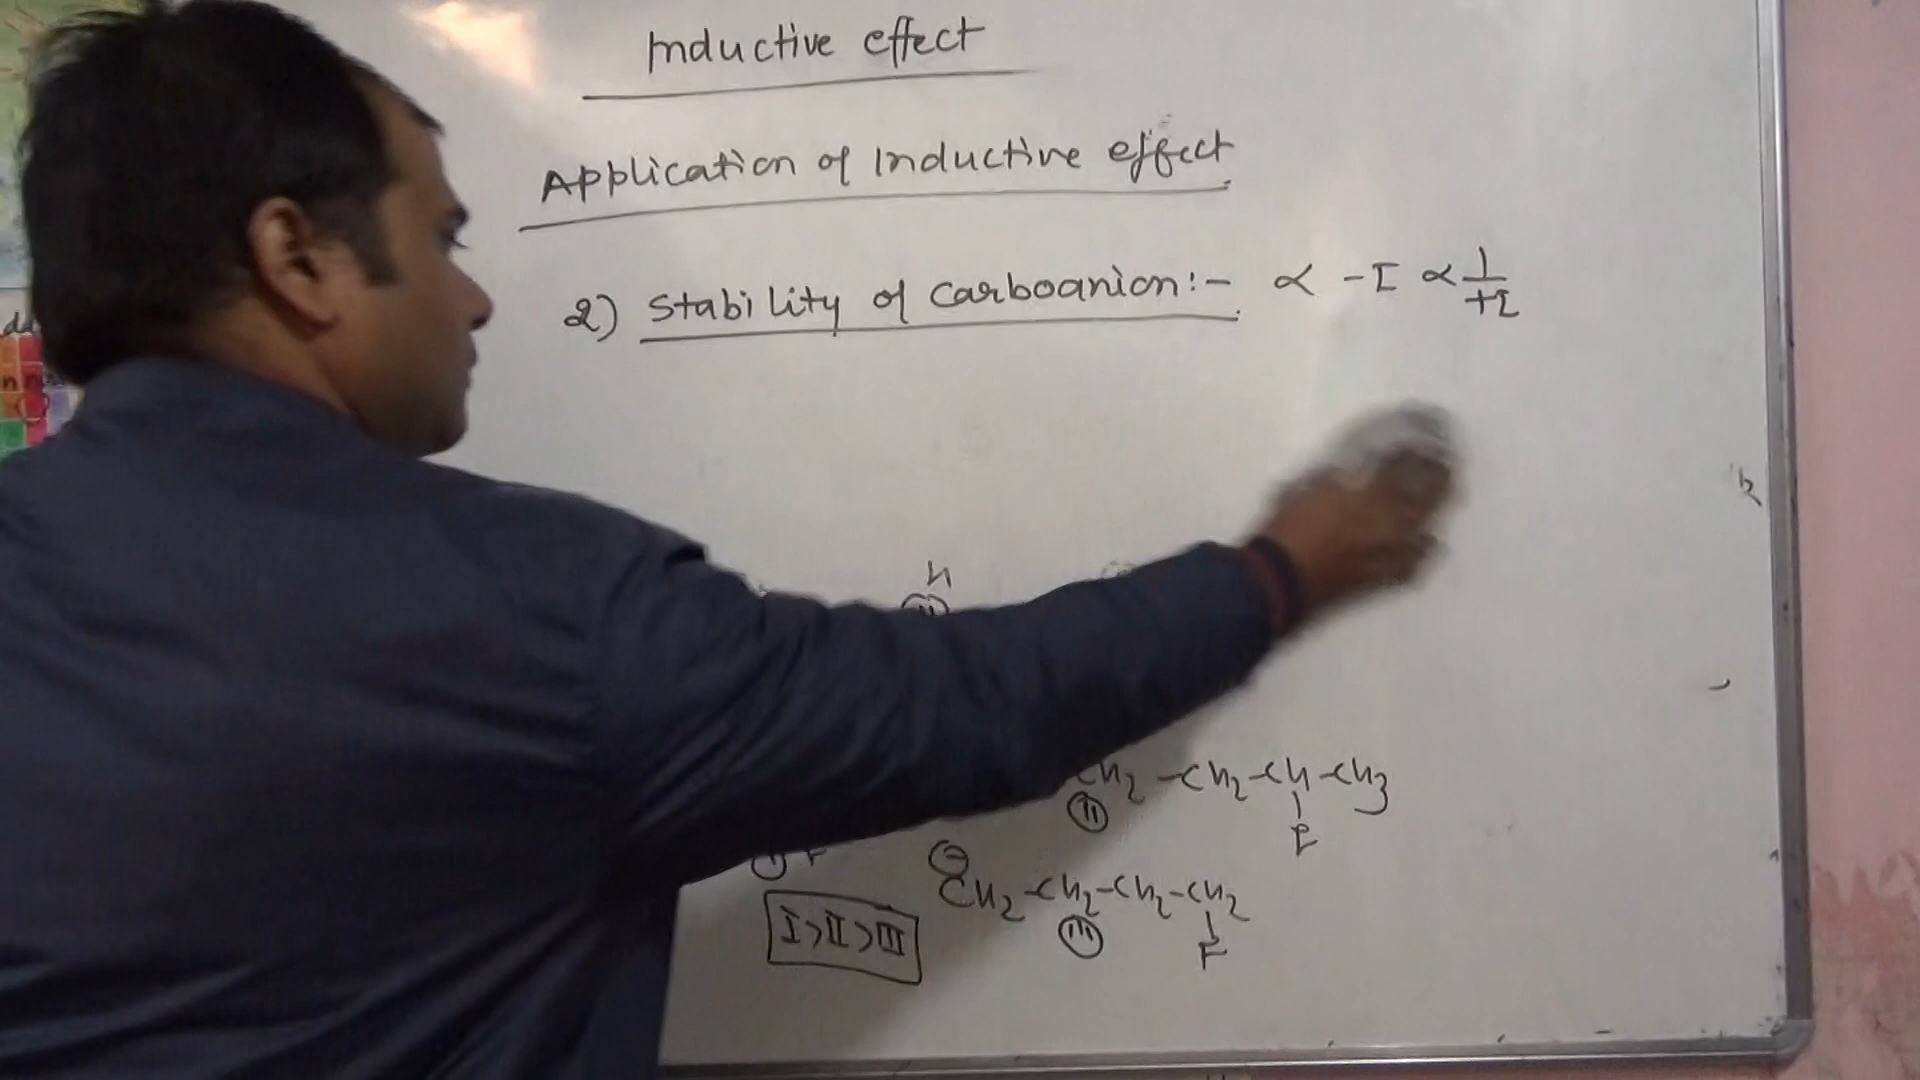 Inductive effect
Application of Inductive effect
2) Stability of Carboanion:- ∝ -I ∝ 1/+I
H
(II)
CH2 -CH2-CH-CH3
(II) F
(I) F
⊖
CH2-CH2-CH2-CH2
(III) F
I>II>III